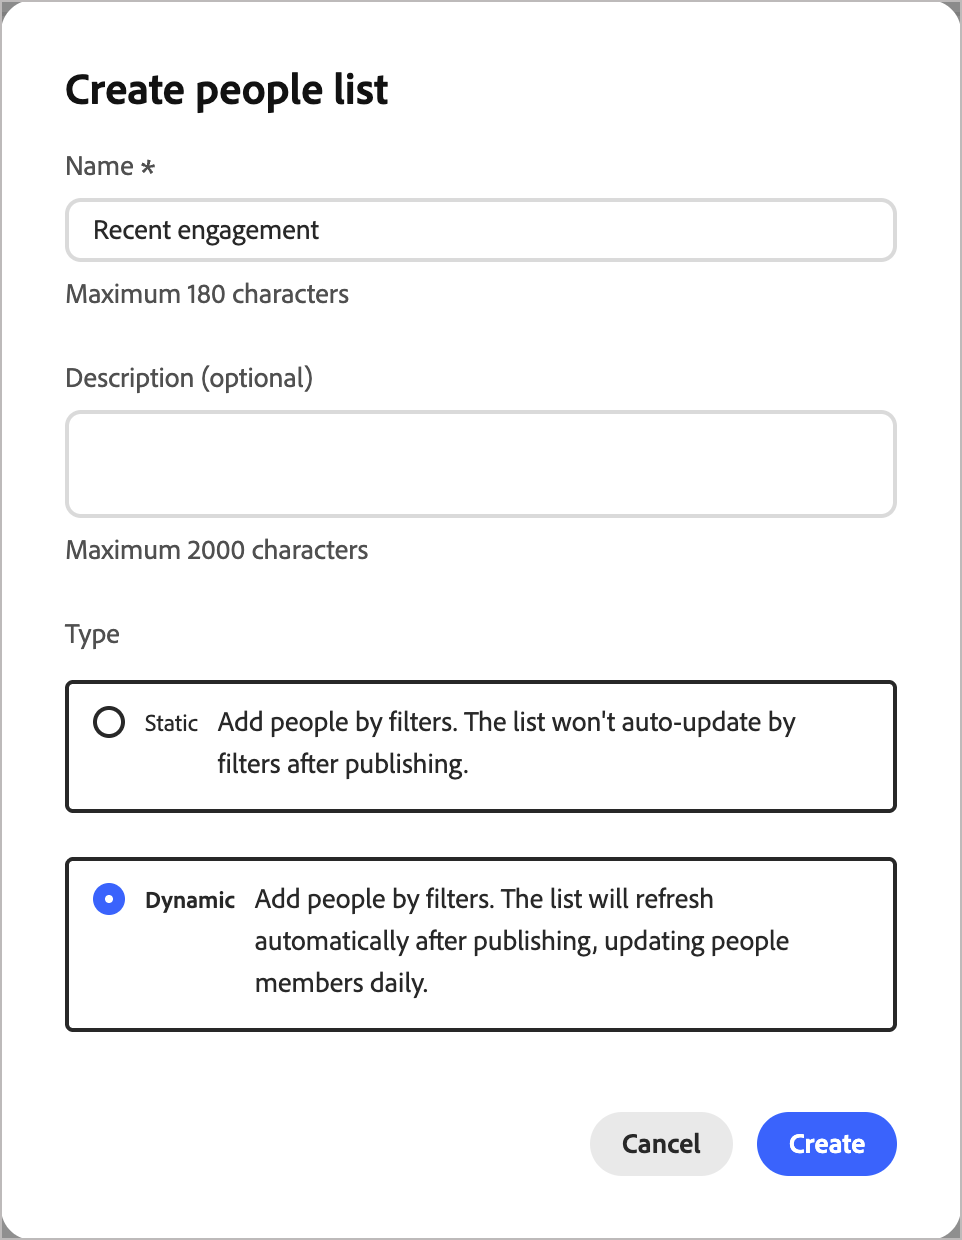 Create people list
Name *
Recent engagement
Maximum 180 characters
Description (optional)
Maximum 2000 characters
Type
Static Add people by filters. The list won't auto-update by
filters after publishing.
Dynamic Add people by filters. The list will refresh
automatically after publishing, updating people
members daily.
Cancel Create